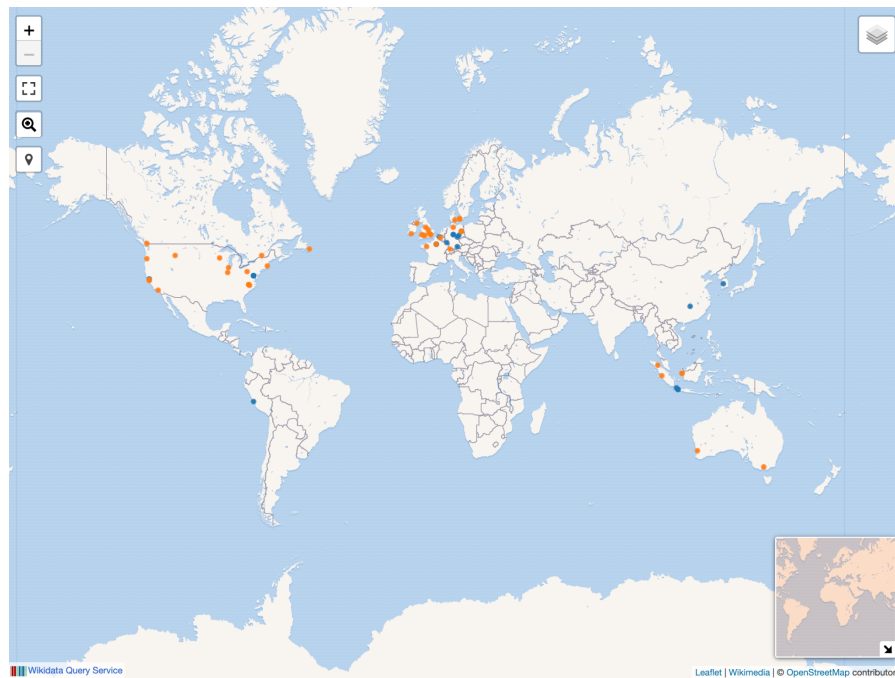 +
−
Wikidata Query Service
Leaflet | Wikimedia | © OpenStreetMap contributor